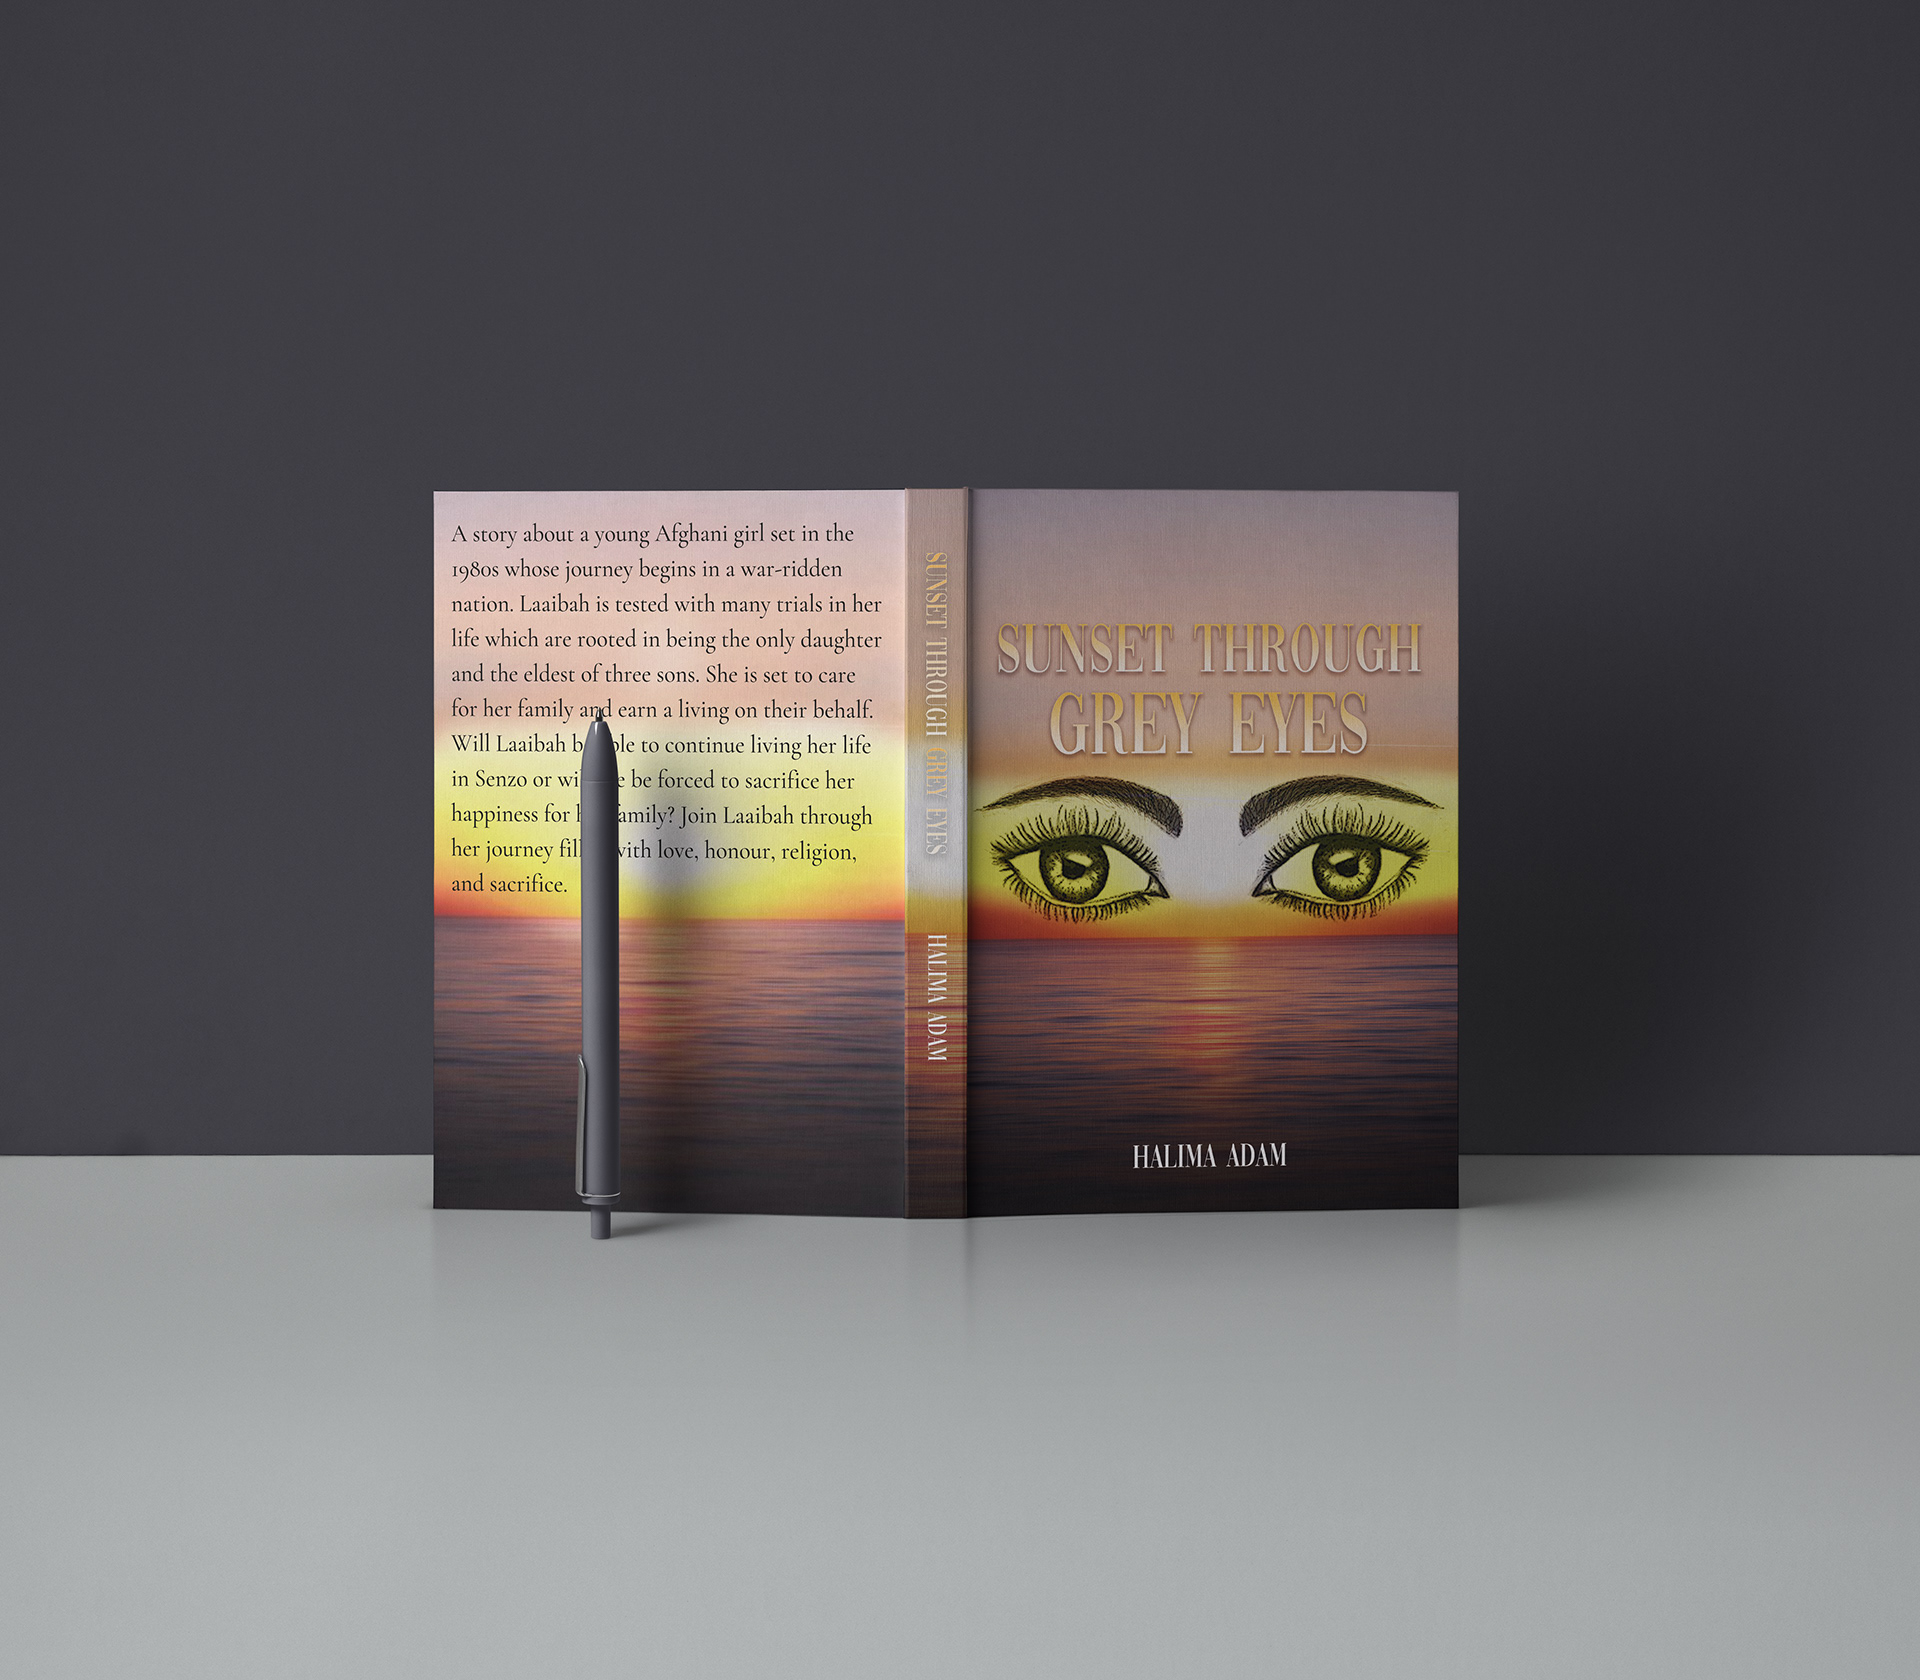 A story about a young Afghani girl set in the
1980s whose journey begins in a war-ridden
nation. Laaibah is tested with many trials in her
life which are rooted in being the only daughter
and the eldest of three sons. She is set to care
for her family and earn a living on their behalf.
Will Laaibah to continue living her life
in Senzo or be forced to sacrifice her
happiness for family? Join Laaibah through
her journey with love, honour, religion,
and sacrifice.
SUNSET THROUGH GREY EYES
HALIMA ADAM
SUNSET THROUGH
GREY EYES
HALIMA ADAM